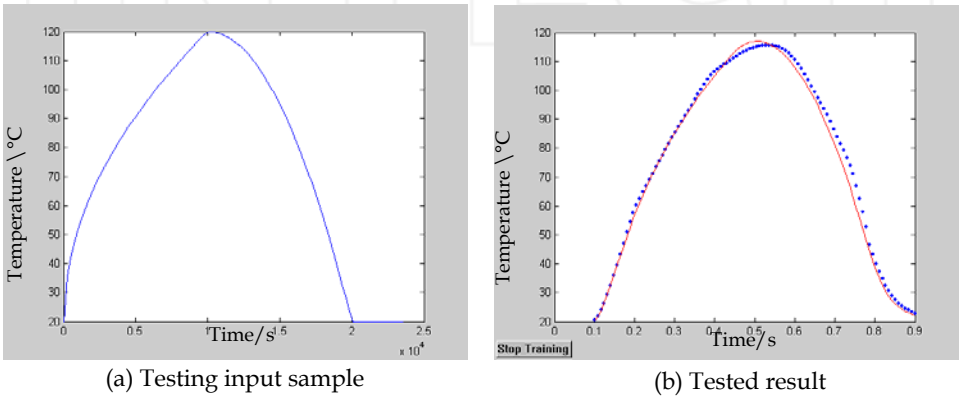 120
110
100
90
80
70
60
50
40
30
20
Temperature \ °C
0 0.5 1 1.5 2 2.5
Time/s
x 10^4
(a) Testing input sample
120
110
100
90
80
70
60
50
40
30
20
Temperature \ °C
0 0.1 0.2 0.3 0.4 0.5 0.6 0.7 0.8 0.9
Time/s
Stop Training
(b) Tested result